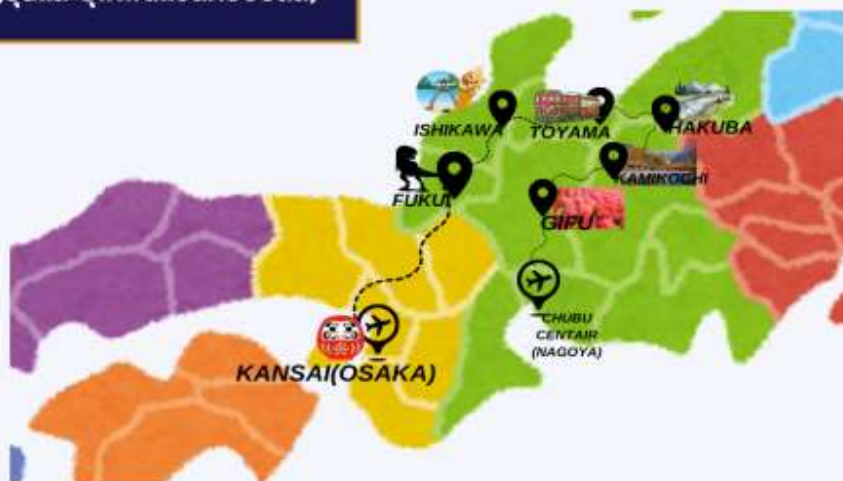 ISHIKAWA
TOYAMA
HAKUBA
KAMIKOCHI
FUKUI
GIFU
CHUBU
CENTAIR
(NAGOYA)
KANSAI(OSAKA)